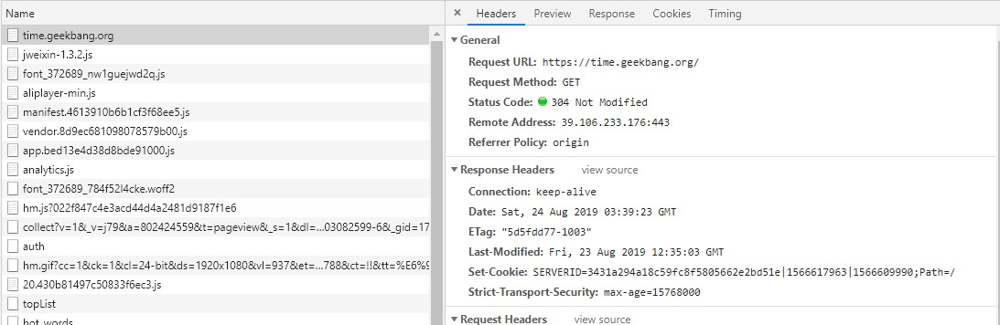 Name
time.geekbang.org
jweixin-1.3.2.js
font_372689_nw1guejwd2q.js
aliplayer-min.js
manifest.4613910b6b1cf3f68ee5.js
vendor.8d9ec681098078579b00.js
app.bed13e4d38d8bde91000.js
analytics.js
font_372689_784f52l4cke.woff2
hm.js?022f847c4e3acd44d4a2481d9187f1e6
collect?v=1&_v=j79&a=802424559&t=pageview&_s=1&dl=...03082599-6&_gid=17
auth
hm.gif?cc=1&ck=1&cl=24-bit&ds=1920x1080&vl=937&et=...788&ct=!!&tt=%E6%9
20.430b81497c50833f6ec3.js
topList
hot_words
× Headers Preview Response Cookies Timing
General
Request URL: https://time.geekbang.org/
Request Method: GET
Status Code: 304 Not Modified
Remote Address: 39.106.233.176:443
Referrer Policy: origin
Response Headers view source
Connection: keep-alive
Date: Sat, 24 Aug 2019 03:39:23 GMT
ETag: "5d5fdd77-1003"
Last-Modified: Fri, 23 Aug 2019 12:35:03 GMT
Set-Cookie: SERVERID=3431a294a18c59fc8f5805662e2bd51e|1566617963|1566609990;Path=/
Strict-Transport-Security: max-age=15768000
Request Headers view source